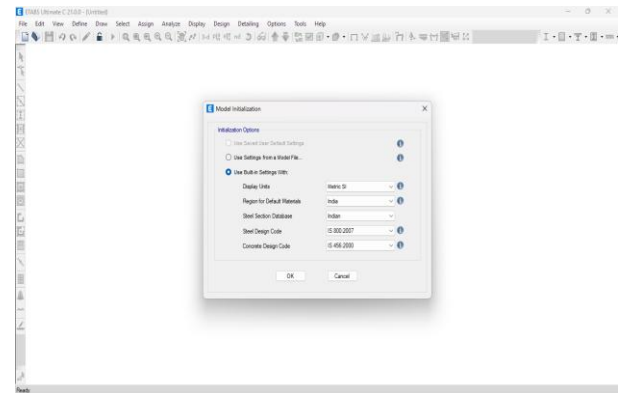 ETABS Ultimate C 23.0.0 - (Untitled)
File Edit View Define Draw Select Assign Analyze Display Design Detailing Options Tools Help
Model Initialization
Initialization Options
Use Saved User Default Settings
Use Settings from a Model File...
Use Built-in Settings With:
Display Units Metric SI
Region for Default Materials India
Steel Section Database Indian
Steel Design Code IS 800:2007
Concrete Design Code IS 456:2000
OK Cancel
Ready